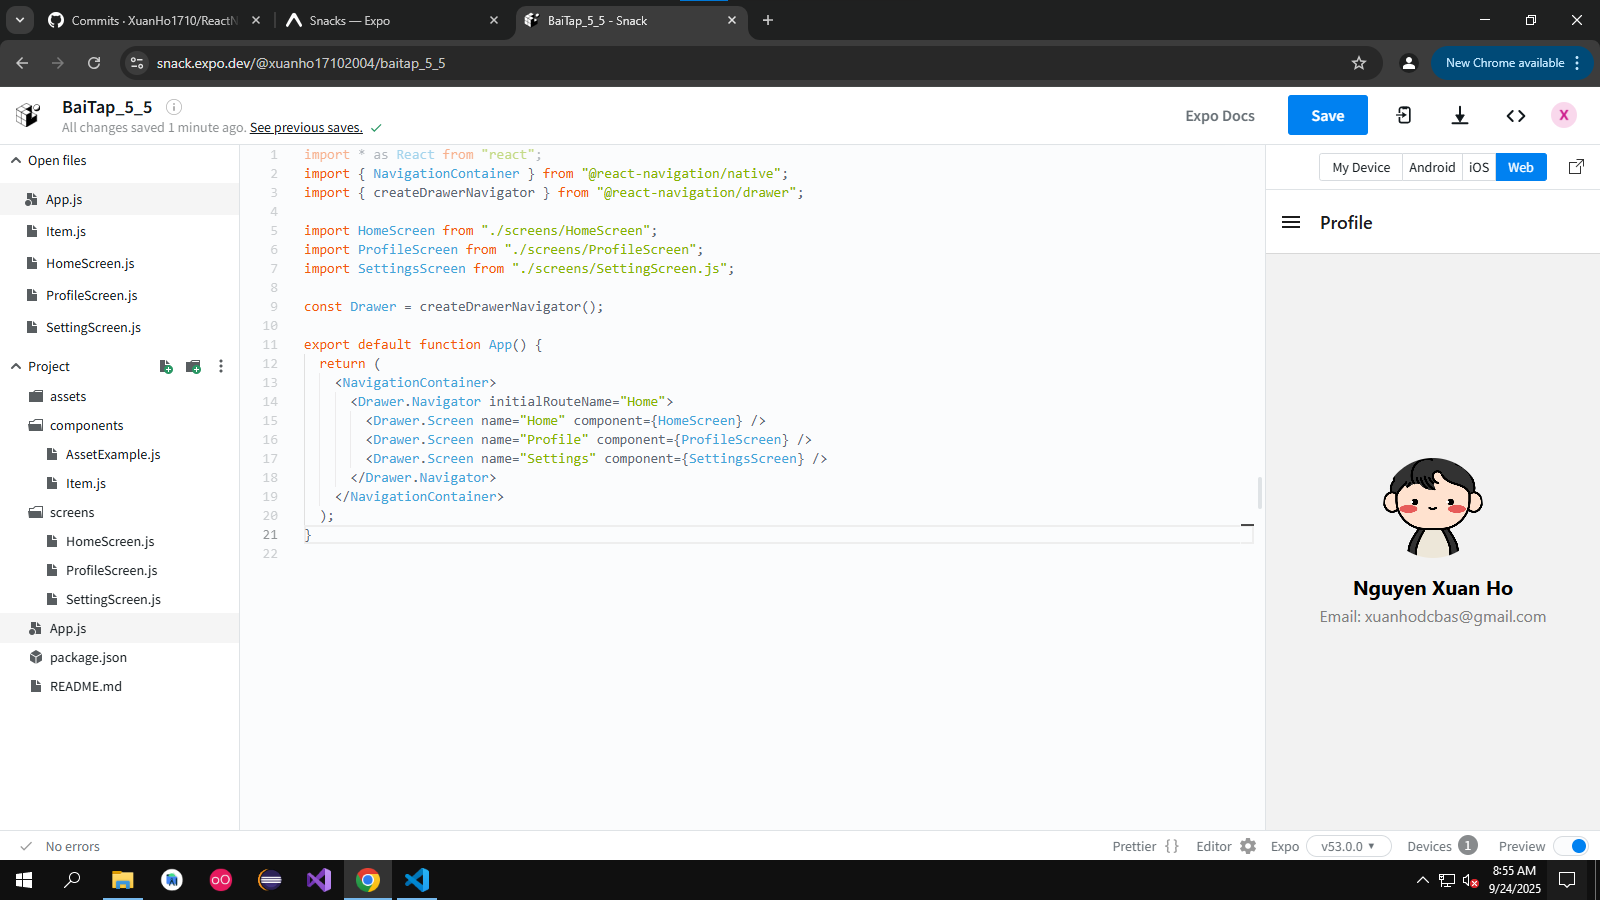 Commits · XuanHo1710/ReactN
Snacks — Expo
BaiTap_5_5 - Snack
snack.expo.dev/@xuanho17102004/baitap_5_5
New Chrome available
BaiTap_5_5
All changes saved 1 minute ago. See previous saves.
Expo Docs
Save
X
Open files
App.js
Item.js
HomeScreen.js
ProfileScreen.js
SettingScreen.js
Project
assets
components
AssetExample.js
Item.js
screens
HomeScreen.js
ProfileScreen.js
SettingScreen.js
App.js
package.json
README.md
1 import * as React from "react";
2 import { NavigationContainer } from "@react-navigation/native";
3 import { createDrawerNavigator } from "@react-navigation/drawer";
4
5 import HomeScreen from "./screens/HomeScreen";
6 import ProfileScreen from "./screens/ProfileScreen";
7 import SettingsScreen from "./screens/SettingScreen.js";
8
9 const Drawer = createDrawerNavigator();
10
11 export default function App() {
12 return (
13 <NavigationContainer>
14 <Drawer.Navigator initialRouteName="Home">
15 <Drawer.Screen name="Home" component={HomeScreen} />
16 <Drawer.Screen name="Profile" component={ProfileScreen} />
17 <Drawer.Screen name="Settings" component={SettingsScreen} />
18 </Drawer.Navigator>
19 </NavigationContainer>
20 );
21 }
22
My Device
Android
iOS
Web
Profile
Nguyen Xuan Ho
Email: xuanhodcbas@gmail.com
No errors
Prettier { }
Editor
Expo
v53.0.0
Devices 1
Preview
8:55 AM
9/24/2025